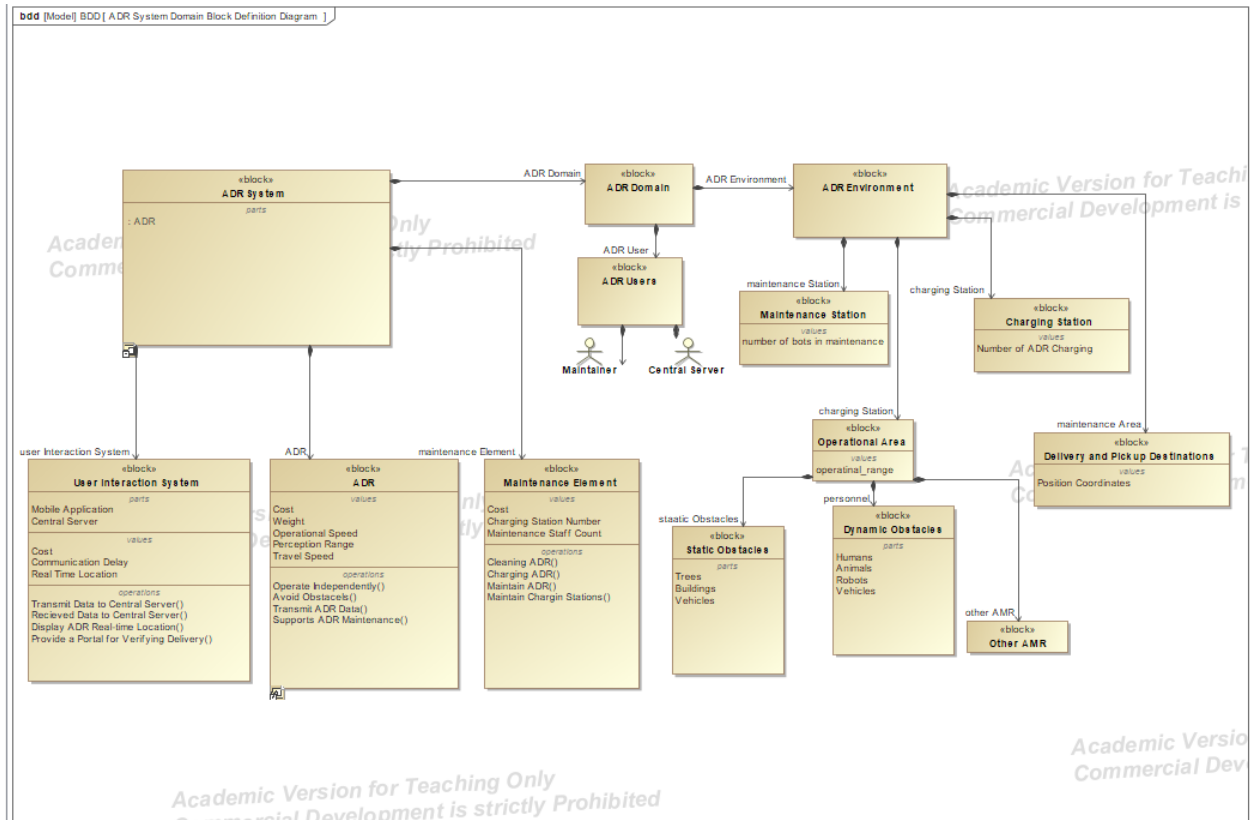 bdd [Model] BDD [ ADR System Domain Block Definition Diagram ]
«block»
ADR System
parts
: ADR
ADR Domain
«block»
ADR Domain
ADR Environment
«block»
ADR Environment
ADR User
«block»
ADR Users
Maintainer
Central Server
maintenance Station
«block»
Maintenance Station
values
number of bots in maintenance
charging Station
«block»
Charging Station
values
Number of ADR Charging
charging Station
«block»
Operational Area
values
operatinal_range
maintenance Area
«block»
Delivery and Pickup Destinations
values
Position Coordinates
user Interaction System
«block»
User Interaction System
parts
Mobile Application
Central Server
values
Cost
Communication Delay
Real Time Location
operations
Transmit Data to Central Server()
Recieved Data to Central Server()
Display ADR Real-time Location()
Provide a Portal for Verifying Delivery()
ADR
«block»
ADR
values
Cost
Weight
Operational Speed
Perception Range
Travel Speed
operations
Operate Independently()
Avoid Obstacels()
Transmit ADR Data()
Supports ADR Maintenance()
maintenance Element
«block»
Maintenance Element
values
Cost
Charging Station Number
Maintenance Staff Count
operations
Cleaning ADR()
Charging ADR()
Maintain ADR()
Maintain Chargin Stations()
staatic Obstacles
«block»
Static Obstacles
parts
Trees
Buildings
Vehicles
personnel
«block»
Dynamic Obstacles
parts
Humans
Animals
Robots
Vehicles
other AMR
«block»
Other AMR
Academic Version for Teaching Only
Commercial Development is strictly Prohibited